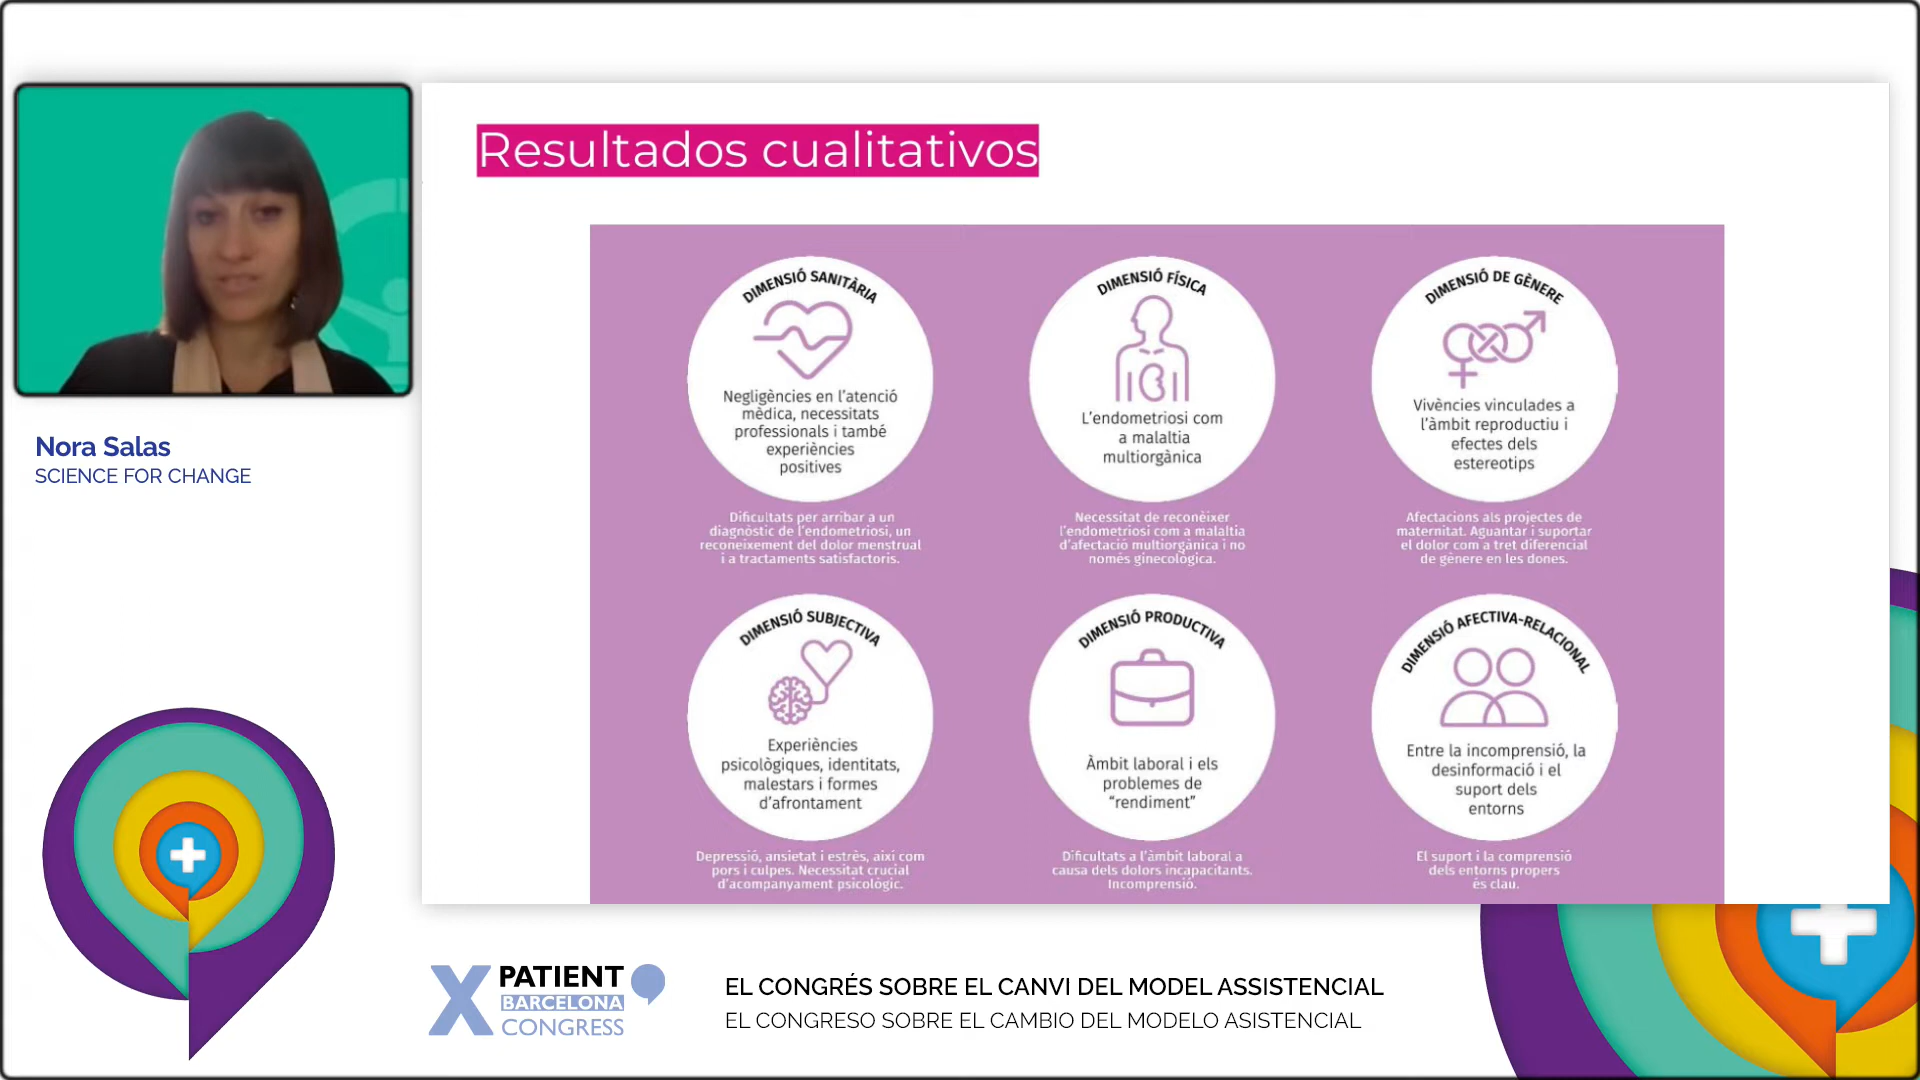 Resultados cualitativos
DIMENSIÓ SANITÀRIA
Negligències en l'atenció
mèdica, necessitats
professionals i també
experiències
positives
Dificultats per arribar a un
diagnòstic de l'endometriosi, un
reconeixement del dolor menstrual
i a tractaments satisfactoris.
DIMENSIÓ FÍSICA
L'endometriosi com
a malaltia
multiorgànica
Necessitat de reconèixer
l'endometriosi com a malaltia
d'afectació multiorgànica i no
només ginecològica.
DIMENSIÓ DE GÈNERE
Vivències vinculades a
l'àmbit reproductiu i
efectes dels
estereotips
Afectacions als projectes de
maternitat. Aguantar i suportar
el dolor com a tret diferencial
de gènere en les dones.
DIMENSIÓ SUBJECTIVA
Experiències
psicològiques, identitats,
malestars i formes
d'afrontament
Depressió, ansietat i estrès, així com
pors i culpes. Necessitat crucial
d'acompanyament psicològic.
DIMENSIÓ PRODUCTIVA
Àmbit laboral i els
problemes de
"rendiment"
Dificultats a l'àmbit laboral a
causa dels dolors incapacitants.
Incomprensió.
DIMENSIÓ AFECTIVA-RELACIONAL
Entre la incomprensió, la
desinformació i el
suport dels
entorns
El suport i la comprensió
dels entorns propers
és clau.
Nora Salas
SCIENCE FOR CHANGE
X PATIENT
BARCELONA
CONGRESS
EL CONGRÉS SOBRE EL CANVI DEL MODEL ASSISTENCIAL
EL CONGRESO SOBRE EL CAMBIO DEL MODELO ASISTENCIAL